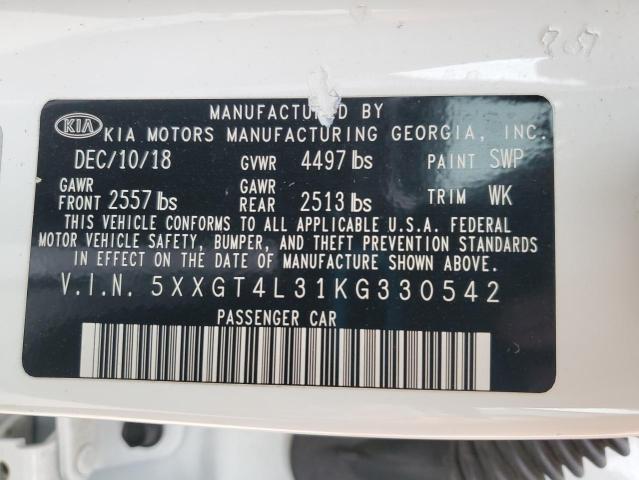 MANUFACTURED BY
KIA KIA MOTORS MANUFACTURING GEORGIA, INC.
DEC/10/18 GVWR 4497 lbs PAINT SWP
GAWR FRONT 2557 lbs GAWR REAR 2513 lbs TRIM WK
THIS VEHICLE CONFORMS TO ALL APPLICABLE U.S.A. FEDERAL
MOTOR VEHICLE SAFETY, BUMPER, AND THEFT PREVENTION STANDARDS
IN EFFECT ON THE DATE OF MANUFACTURE SHOWN ABOVE.
V.I.N. 5XXGT4L31KG330542
PASSENGER CAR